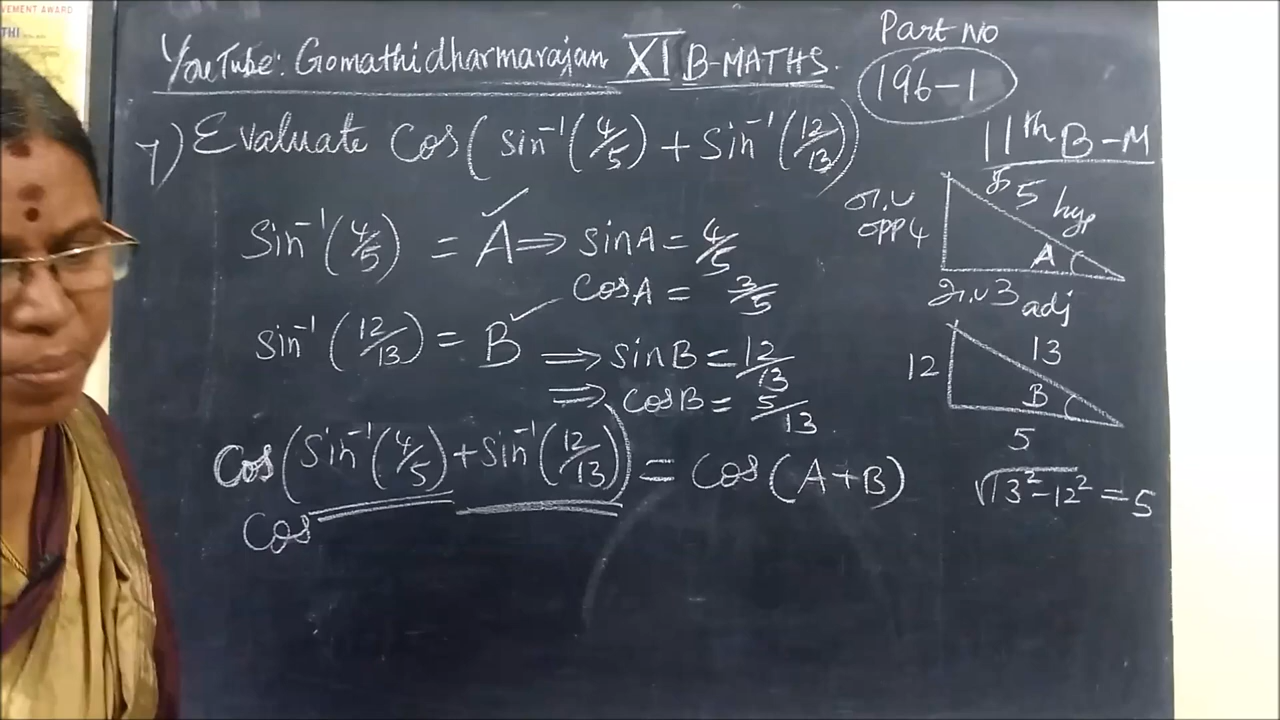 VEMENT AWARD
THI
YouTube: Gomathidharmarajan XI B-MATHS.
Part No
196-1
11th B-M
7) Evaluate Cos(sin⁻¹(4/5) + Sin⁻¹(12/13))
Sin⁻¹(4/5) = A ✓ ⇒ sinA = 4/5
CosA = 3/5
sin⁻¹(12/13) = B ✓ ⇒ sinB = 12/13
⇒ cosB = 5/13
Cos(Sin⁻¹(4/5) + Sin⁻¹(12/13)) = Cos(A+B)
Cos
5 hyp
opp 4
A
3 adj
13
12
B
5
√13²-12² = 5